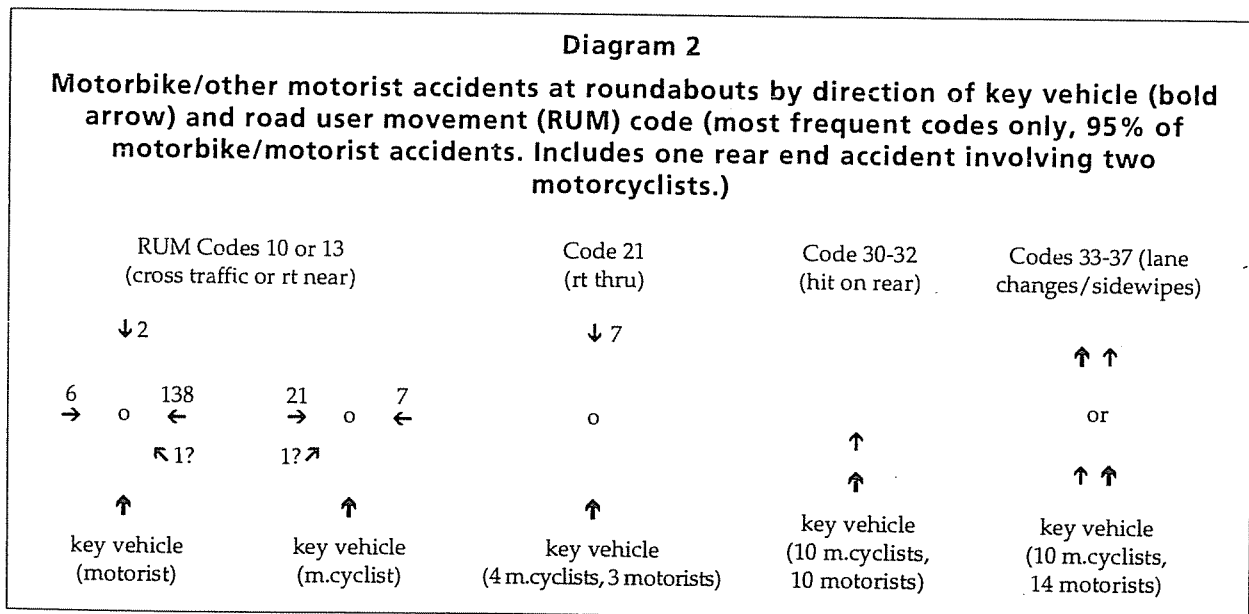 Diagram 2
Motorbike/other motorist accidents at roundabouts by direction of key vehicle (bold
arrow) and road user movement (RUM) code (most frequent codes only, 95% of
motorbike/motorist accidents. Includes one rear end accident involving two
motorcyclists.)
RUM Codes 10 or 13
(cross traffic or rt near)
Code 21
(rt thru)
Code 30-32
(hit on rear)
Codes 33-37 (lane
changes/sidewipes)
↓ 2
↓ 7
⇑ ↑
6 138 21 7
→ o ← → o ← o or
↖ 1? 1? ↗ ↑ ↑ ⇑
⇑ ⇑ ⇑ ⇑
key vehicle
(motorist)
key vehicle
(m.cyclist)
key vehicle
(4 m.cyclists, 3 motorists)
key vehicle
(10 m.cyclists,
10 motorists)
key vehicle
(10 m.cyclists,
14 motorists)